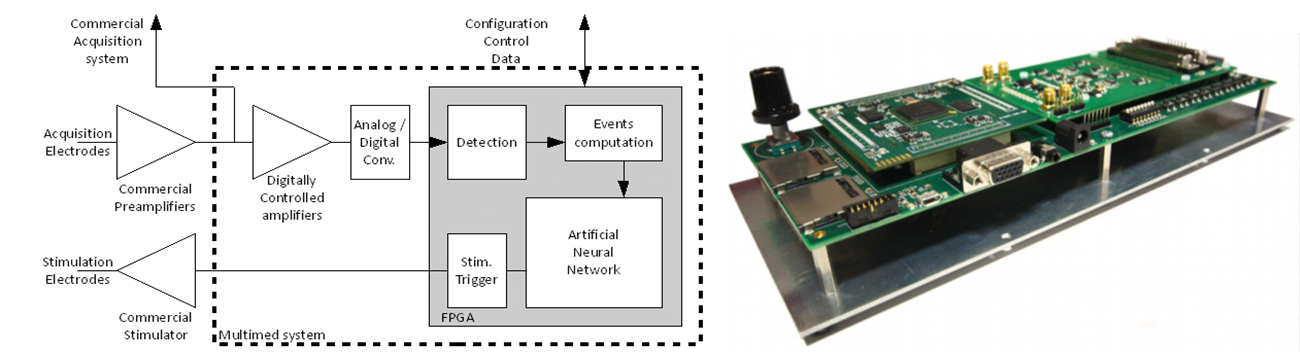 Commercial
Acquisition
system
Configuration
Control
Data
Acquisition
Electrodes
Commercial
Preamplifiers
Digitally
Controlled
amplifiers
Analog /
Digital
Conv.
Detection
Events
computation
Artificial
Neural
Network
Stim.
Trigger
FPGA
Stimulation
Electrodes
Commercial
Stimulator
Multimed system